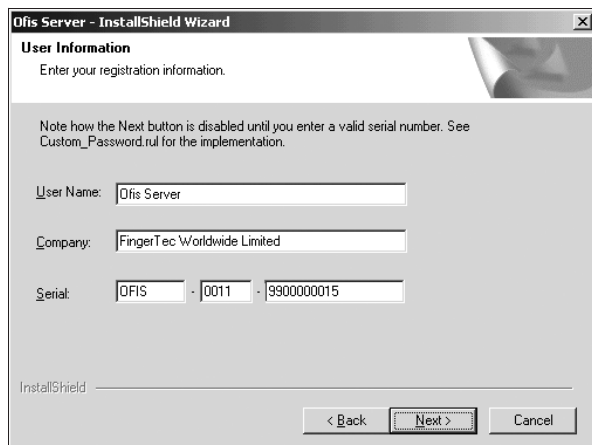 Ofis Server - InstallShield Wizard
User Information
Enter your registration information.
Note how the Next button is disabled until you enter a valid serial number. See
Custom_Password.rul for the implementation.
User Name: Ofis Server
Company: FingerTec Worldwide Limited
Serial: OFIS - 0011 - 9900000015
InstallShield
< Back Next > Cancel